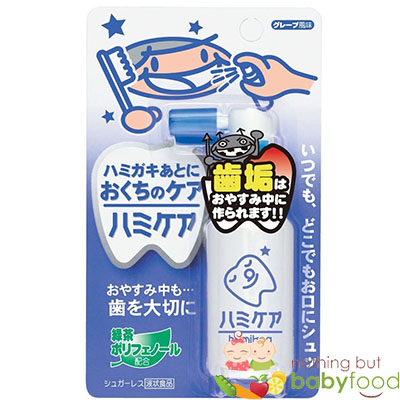 グレープ風味
ハミガキあとに
おくちのケア
ハミケア
歯垢は
おやすみ中に
作られます!!
いつでも、どこでもお口にシュ
おやすみ中も…
歯を大切に
緑茶
ポリフェノール
配合
シュガーレス 液状食品
ハミケア
nothing but
babyfood